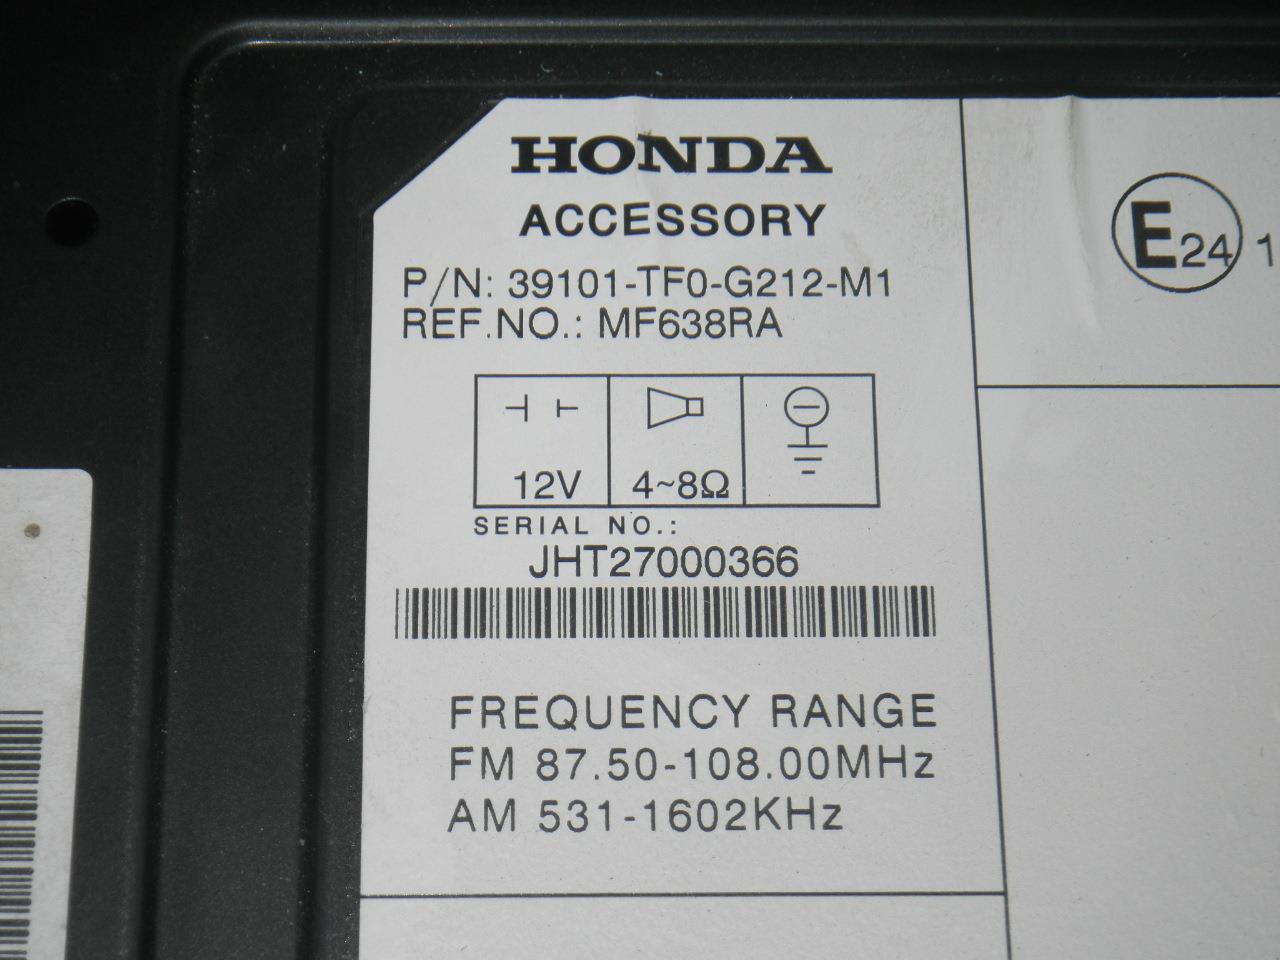 HONDA
ACCESSORY
P/N: 39101-TF0-G212-M1
REF.NO.: MF638RA
E24 1
12V 4~8Ω
SERIAL NO.:
JHT27000366
FREQUENCY RANGE
FM 87.50-108.00MHz
AM 531-1602KHz